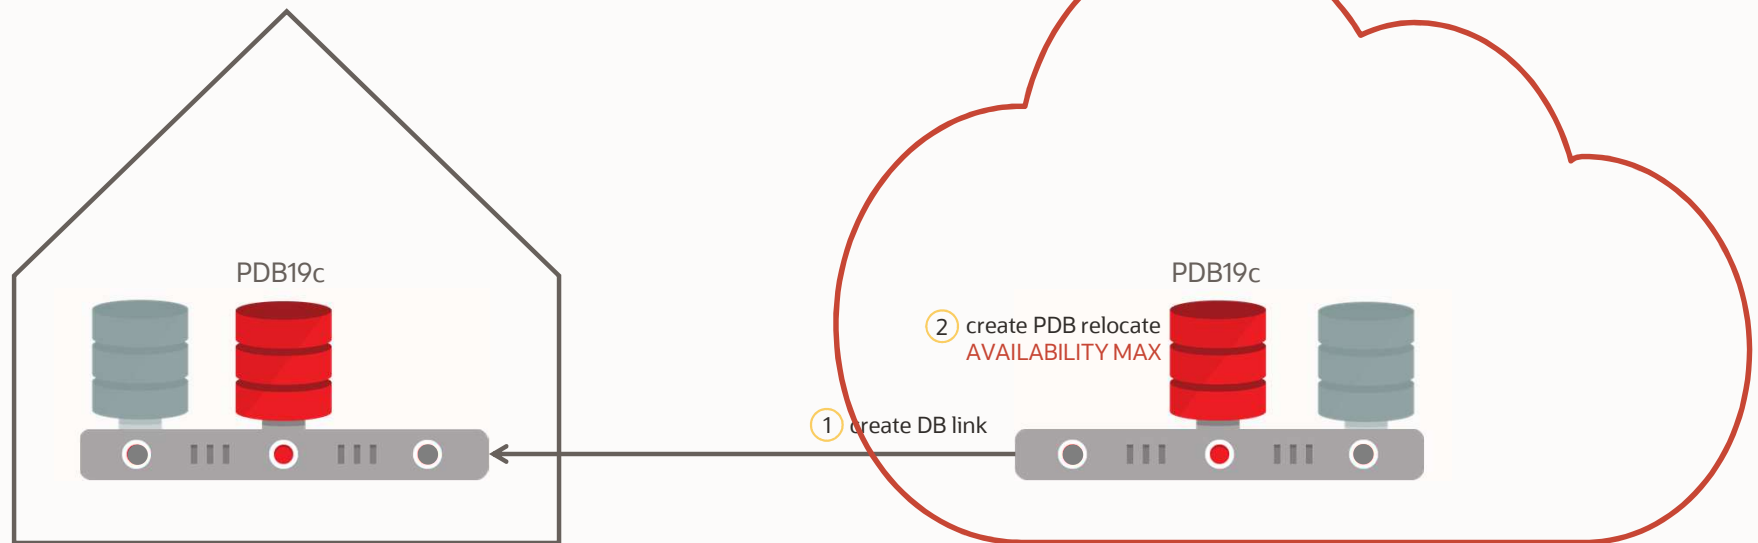 PDB19c
PDB19c
2 create PDB relocate
AVAILABILITY MAX
1 create DB link